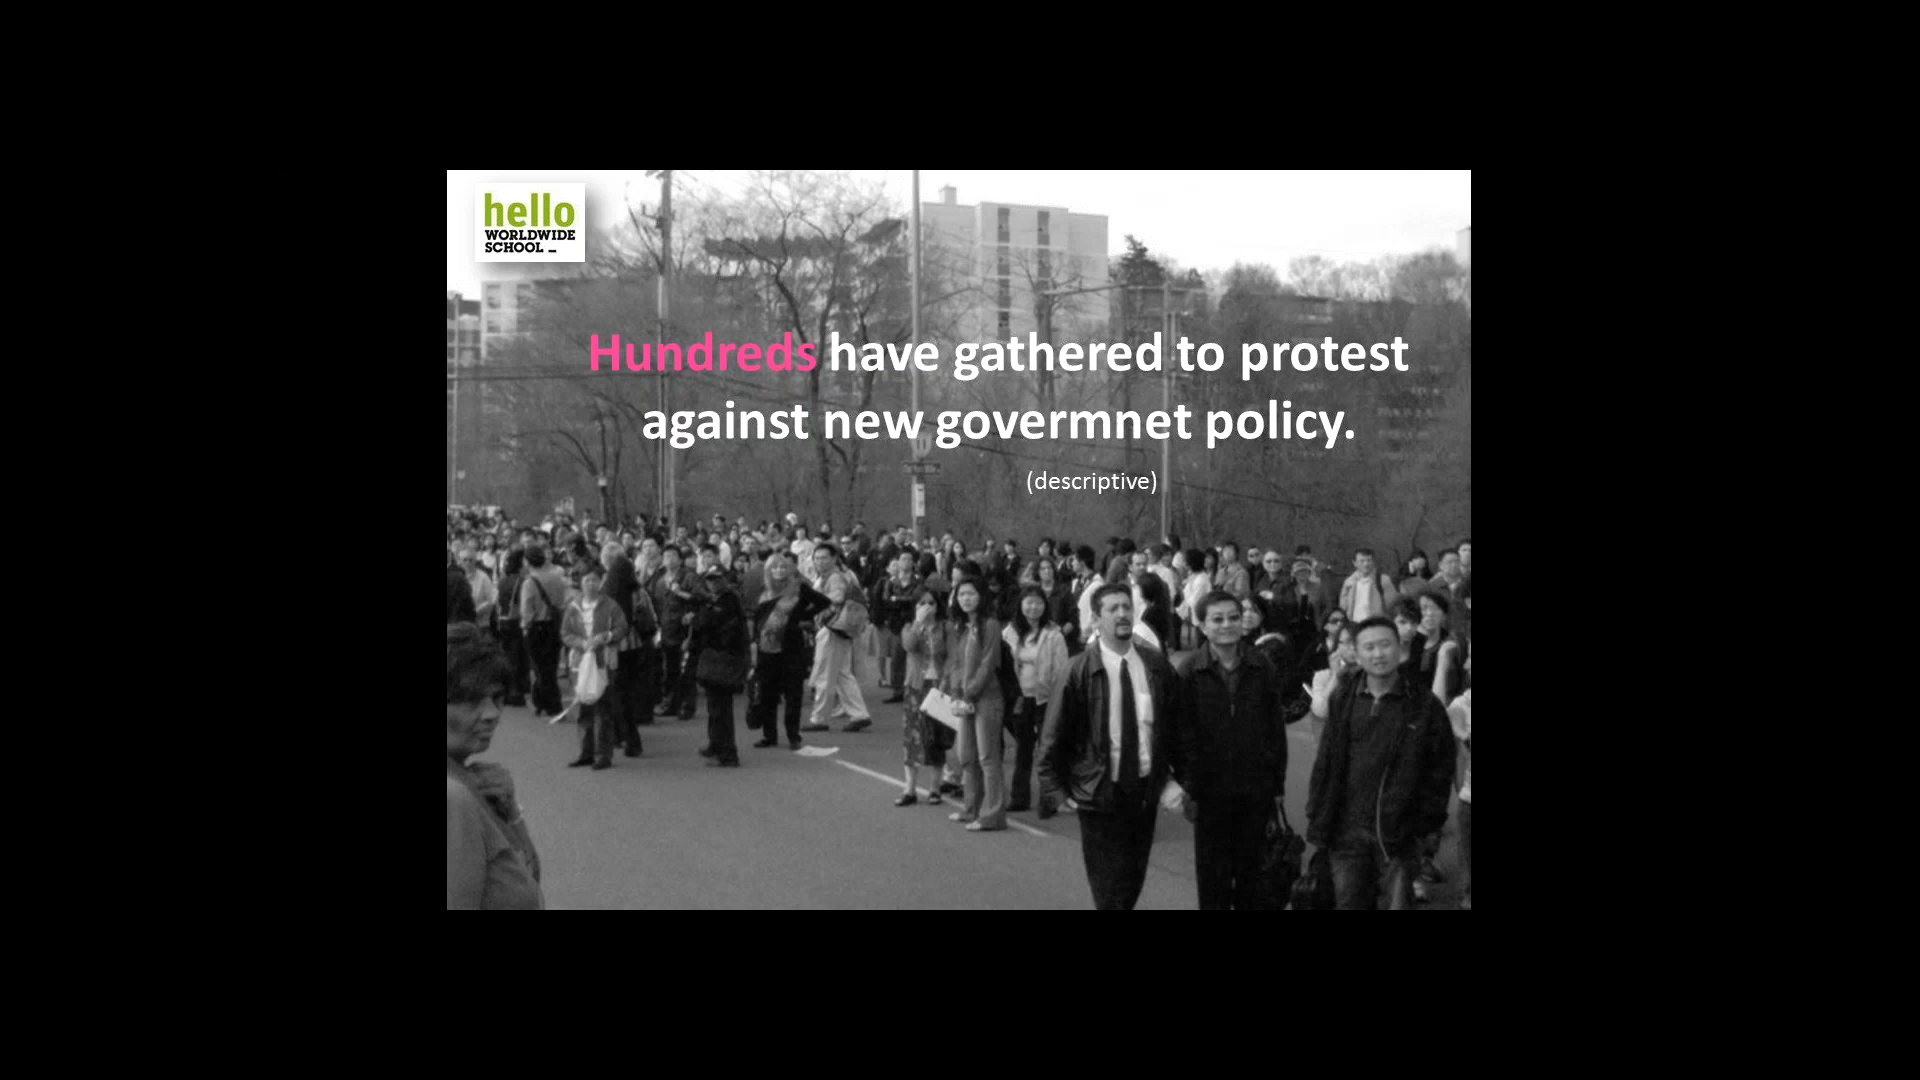 hello
WORLDWIDE
SCHOOL _
Hundreds have gathered to protest
against new govermnet policy.
(descriptive)